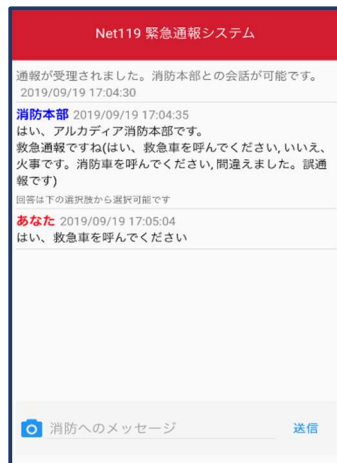 Net119 緊急通報システム
通報が受理されました。消防本部との会話が可能です。
2019/09/19 17:04:30
消防本部 2019/09/19 17:04:35
はい、アルカディア消防本部です。
救急通報ですね(はい、救急車を呼んでください, いいえ、
火事です。消防車を呼んでください, 間違えました。誤通
報です)
回答は下の選択肢から選択可能です
あなた 2019/09/19 17:05:04
はい、救急車を呼んでください
消防へのメッセージ
送信